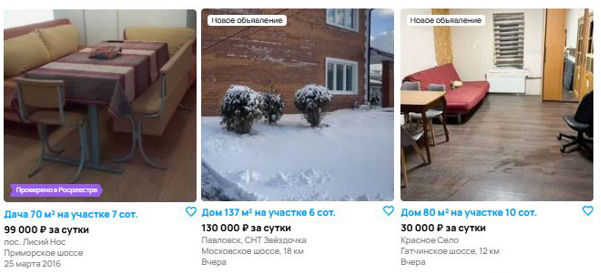 Проверено в Росреестре
Дача 70 м² на участке 7 сот.
99 000 ₽ за сутки
пос. Лисий Нос
Приморское шоссе
25 марта 2016
Новое объявление
Дом 137 м² на участке 6 сот.
130 000 ₽ за сутки
Павловск, СНТ Звёздочка
Московское шоссе, 18 км
Вчера
Новое объявление
Дом 80 м² на участке 10 сот.
30 000 ₽ за сутки
Красное Село
Гатчинское шоссе, 12 км
Вчера